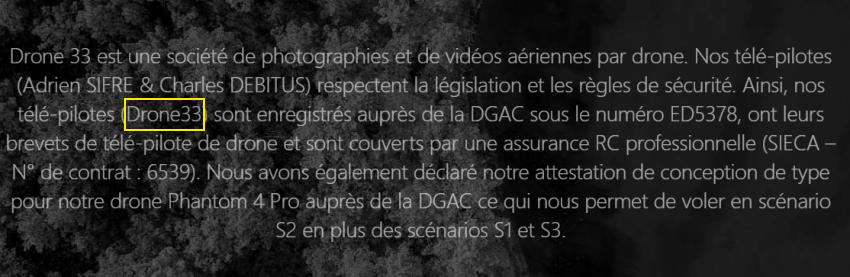 Drone 33 est une société de photographies et de vidéos aériennes par drone. Nos télé-pilotes
(Adrien SIFRE & Charles DEBITUS) respectent la législation et les règles de sécurité. Ainsi, nos
télé-pilotes (Drone33) sont enregistrés auprès de la DGAC sous le numéro ED5378, ont leurs
brevets de télé-pilote de drone et sont couverts par une assurance RC professionnelle (SIECA –
N° de contrat : 6539). Nous avons également déclaré notre attestation de conception de type
pour notre drone Phantom 4 Pro auprès de la DGAC ce qui nous permet de voler en scénario
S2 en plus des scénarios S1 et S3.